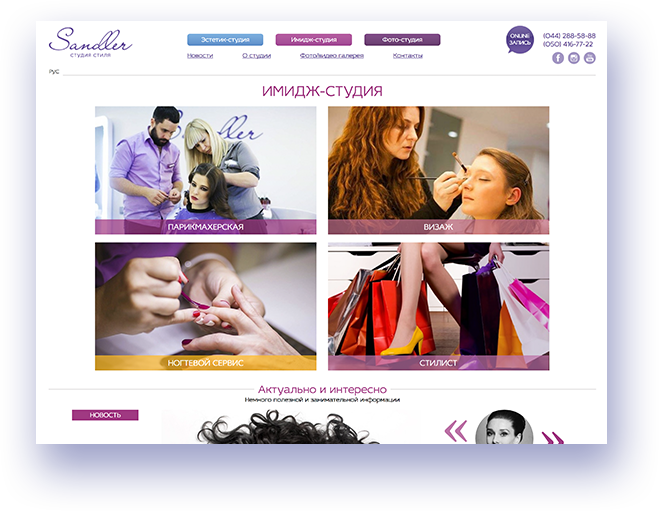 Sandler
студия стиля
Эстетик-студия
Имидж-студия
Фото-студия
ONLINE
ЗАПИСЬ
(044) 288-58-88
(050) 416-77-22
Новости
О студии
Фото/видео галерея
Контакты
РУС
ИМИДЖ-СТУДИЯ
Sandler
ПАРИКМАХЕРСКАЯ
ВИЗАЖ
НОГТЕВОЙ СЕРВИС
СТИЛИСТ
Актуально и интересно
Немного полезной и занимательной информации
НОВОСТЬ